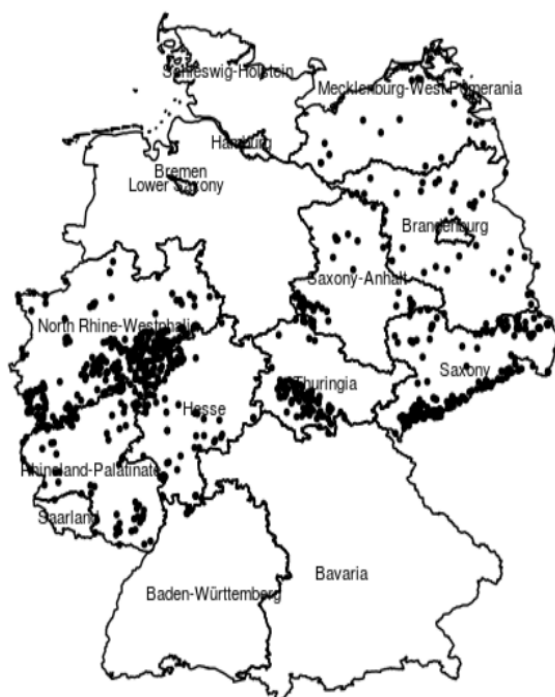 Schleswig-Holstein
Mecklenburg-West Pomerania
Hamburg
Bremen
Lower Saxony
Brandenburg
Saxony-Anhalt
North Rhine-Westphalia
Saxony
Thuringia
Hesse
Rhineland-Palatinate
Saarland
Bavaria
Baden-Württemberg